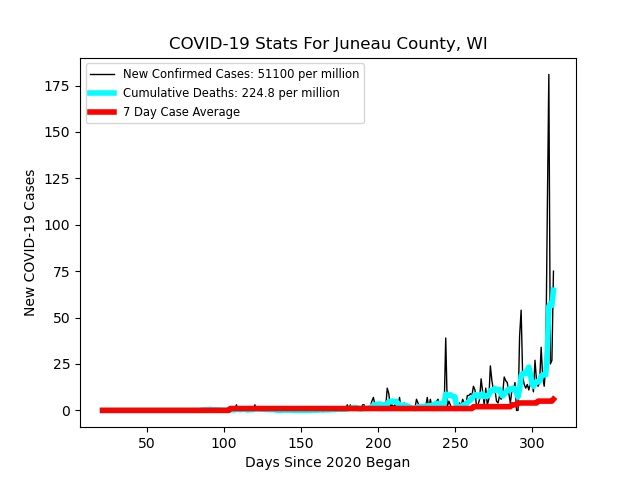 COVID-19 Stats For Juneau County, WI
New Confirmed Cases: 51100 per million
Cumulative Deaths: 224.8 per million
7 Day Case Average
New COVID-19 Cases
175
150
125
100
75
50
25
0
50 100 150 200 250 300
Days Since 2020 Began